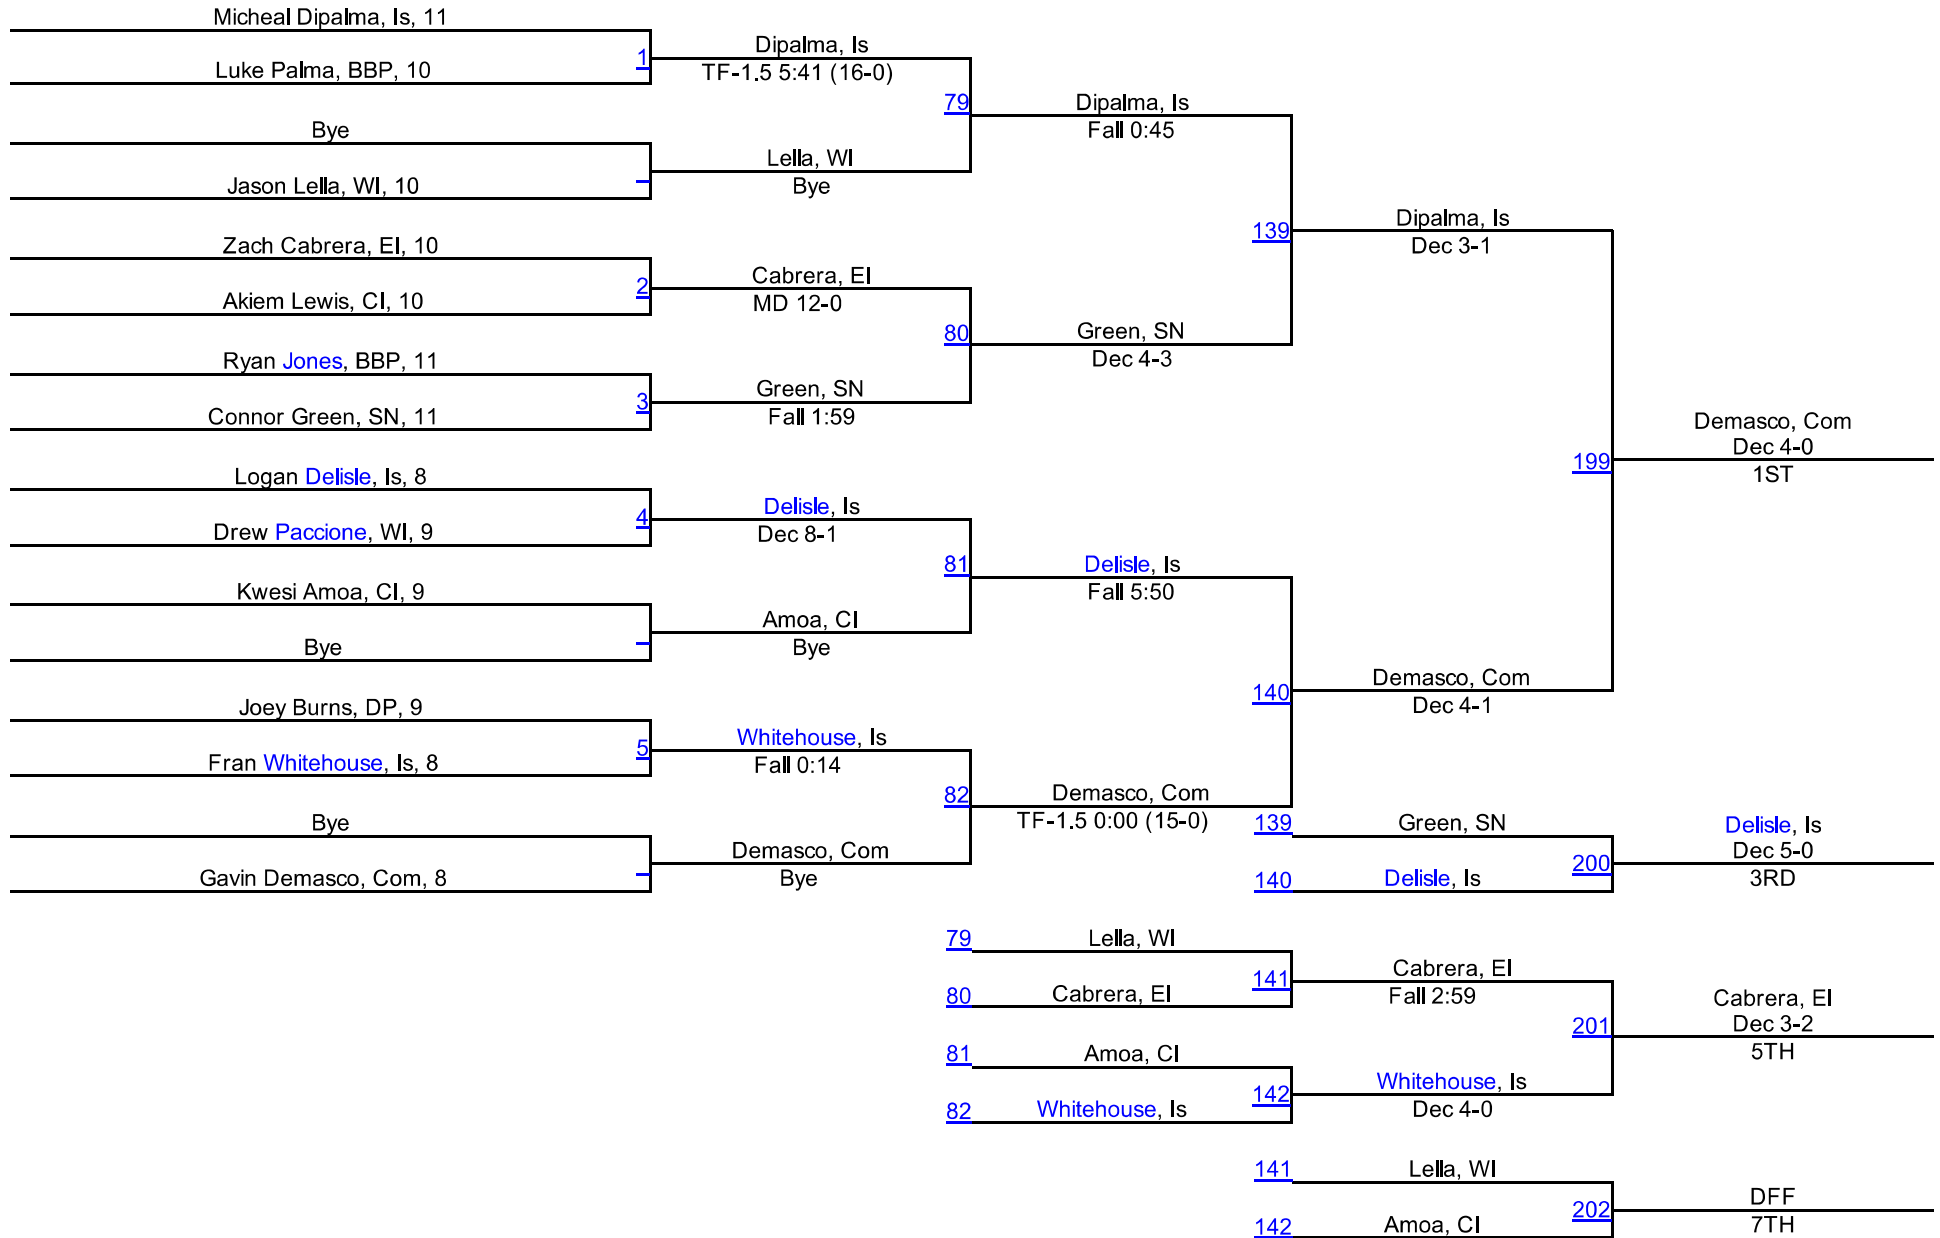 Micheal Dipalma, Is, 11
1
Luke Palma, BBP, 10
Dipalma, Is
TF-1.5 5:41 (16-0)
79
Bye
Jason Lella, WI, 10
Lella, WI
Bye
Dipalma, Is
Fall 0:45
139
Zach Cabrera, EI, 10
2
Akiem Lewis, CI, 10
Cabrera, EI
MD 12-0
80
Ryan Jones, BBP, 11
3
Connor Green, SN, 11
Green, SN
Fall 1:59
Green, SN
Dec 4-3
Dipalma, Is
Dec 3-1
199
Logan Delisle, Is, 8
4
Drew Paccione, WI, 9
Delisle, Is
Dec 8-1
81
Kwesi Amoa, CI, 9
Bye
Amoa, CI
Bye
Delisle, Is
Fall 5:50
140
Joey Burns, DP, 9
5
Fran Whitehouse, Is, 8
Whitehouse, Is
Fall 0:14
82
Bye
Gavin Demasco, Com, 8
Demasco, Com
Bye
Demasco, Com
TF-1.5 0:00 (15-0)
Demasco, Com
Dec 4-1
Demasco, Com
Dec 4-0
1ST
139 Green, SN
200
140 Delisle, Is
Delisle, Is
Dec 5-0
3RD
79 Lella, WI
141
80 Cabrera, EI
Cabrera, EI
Fall 2:59
201
81 Amoa, CI
142
82 Whitehouse, Is
Whitehouse, Is
Dec 4-0
Cabrera, EI
Dec 3-2
5TH
141 Lella, WI
202
142 Amoa, CI
DFF
7TH